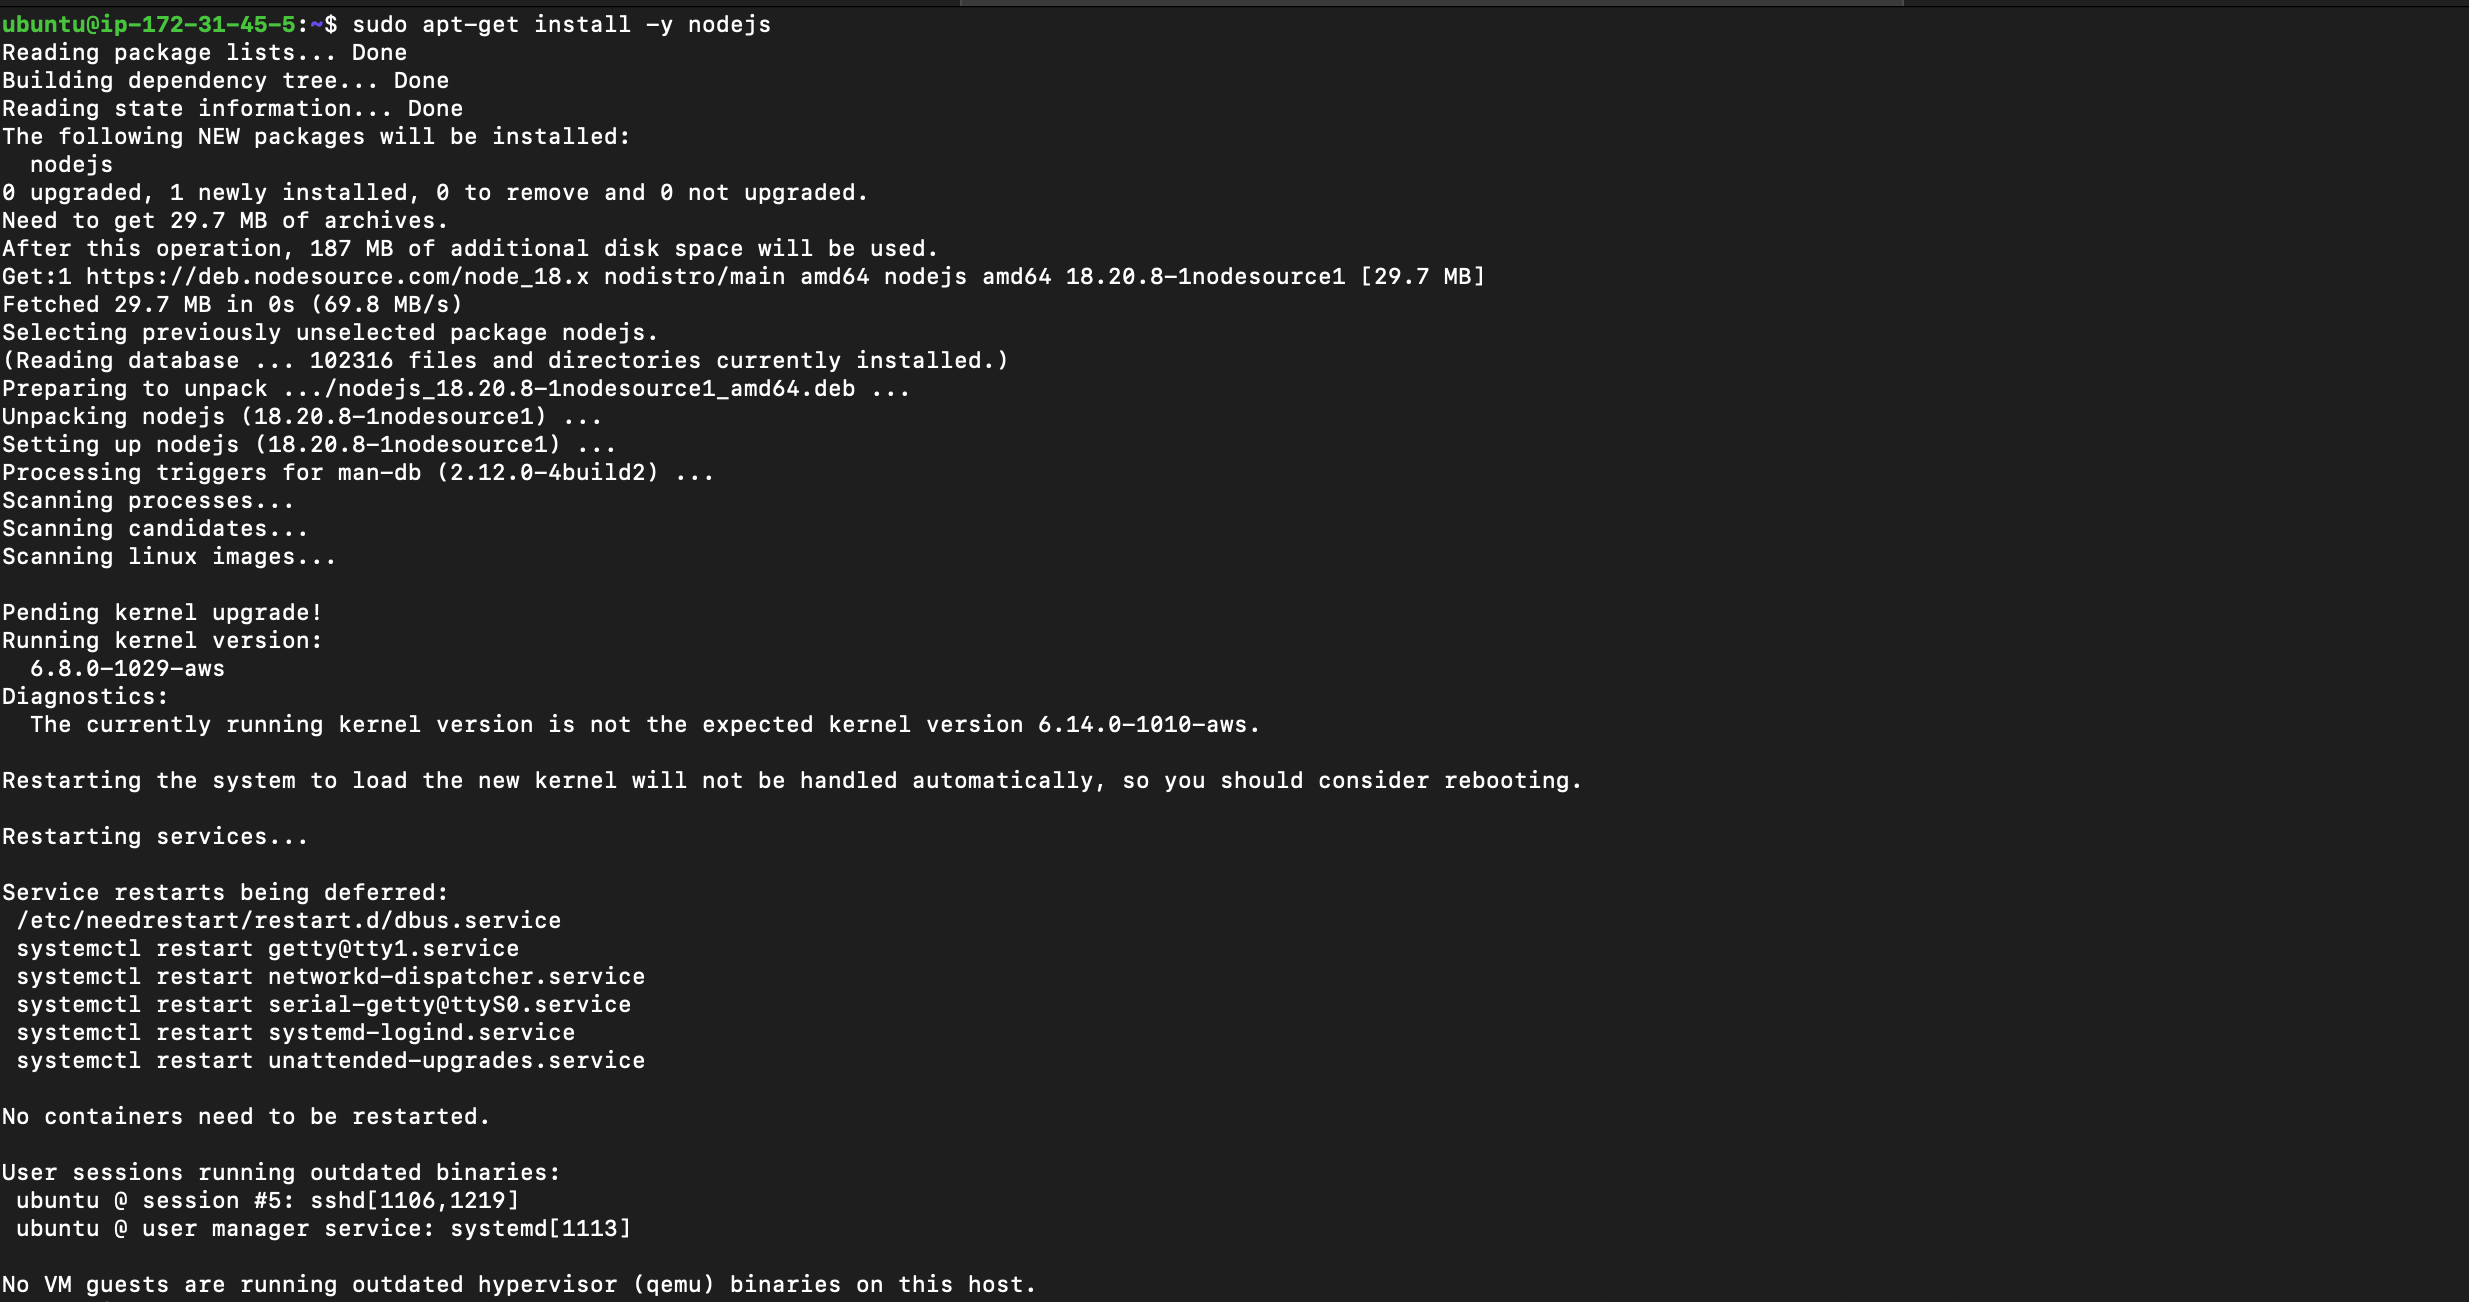 ubuntu@ip-172-31-45-5:~$ sudo apt-get install -y nodejs
Reading package lists... Done
Building dependency tree... Done
Reading state information... Done
The following NEW packages will be installed:
  nodejs
0 upgraded, 1 newly installed, 0 to remove and 0 not upgraded.
Need to get 29.7 MB of archives.
After this operation, 187 MB of additional disk space will be used.
Get:1 https://deb.nodesource.com/node_18.x nodistro/main amd64 nodejs amd64 18.20.8-1nodesource1 [29.7 MB]
Fetched 29.7 MB in 0s (69.8 MB/s)
Selecting previously unselected package nodejs.
(Reading database ... 102316 files and directories currently installed.)
Preparing to unpack .../nodejs_18.20.8-1nodesource1_amd64.deb ...
Unpacking nodejs (18.20.8-1nodesource1) ...
Setting up nodejs (18.20.8-1nodesource1) ...
Processing triggers for man-db (2.12.0-4build2) ...
Scanning processes...
Scanning candidates...
Scanning linux images...

Pending kernel upgrade!
Running kernel version:
  6.8.0-1029-aws
Diagnostics:
  The currently running kernel version is not the expected kernel version 6.14.0-1010-aws.

Restarting the system to load the new kernel will not be handled automatically, so you should consider rebooting.

Restarting services...

Service restarts being deferred:
 /etc/needrestart/restart.d/dbus.service
 systemctl restart getty@tty1.service
 systemctl restart networkd-dispatcher.service
 systemctl restart serial-getty@ttyS0.service
 systemctl restart systemd-logind.service
 systemctl restart unattended-upgrades.service

No containers need to be restarted.

User sessions running outdated binaries:
 ubuntu @ session #5: sshd[1106,1219]
 ubuntu @ user manager service: systemd[1113]

No VM guests are running outdated hypervisor (qemu) binaries on this host.